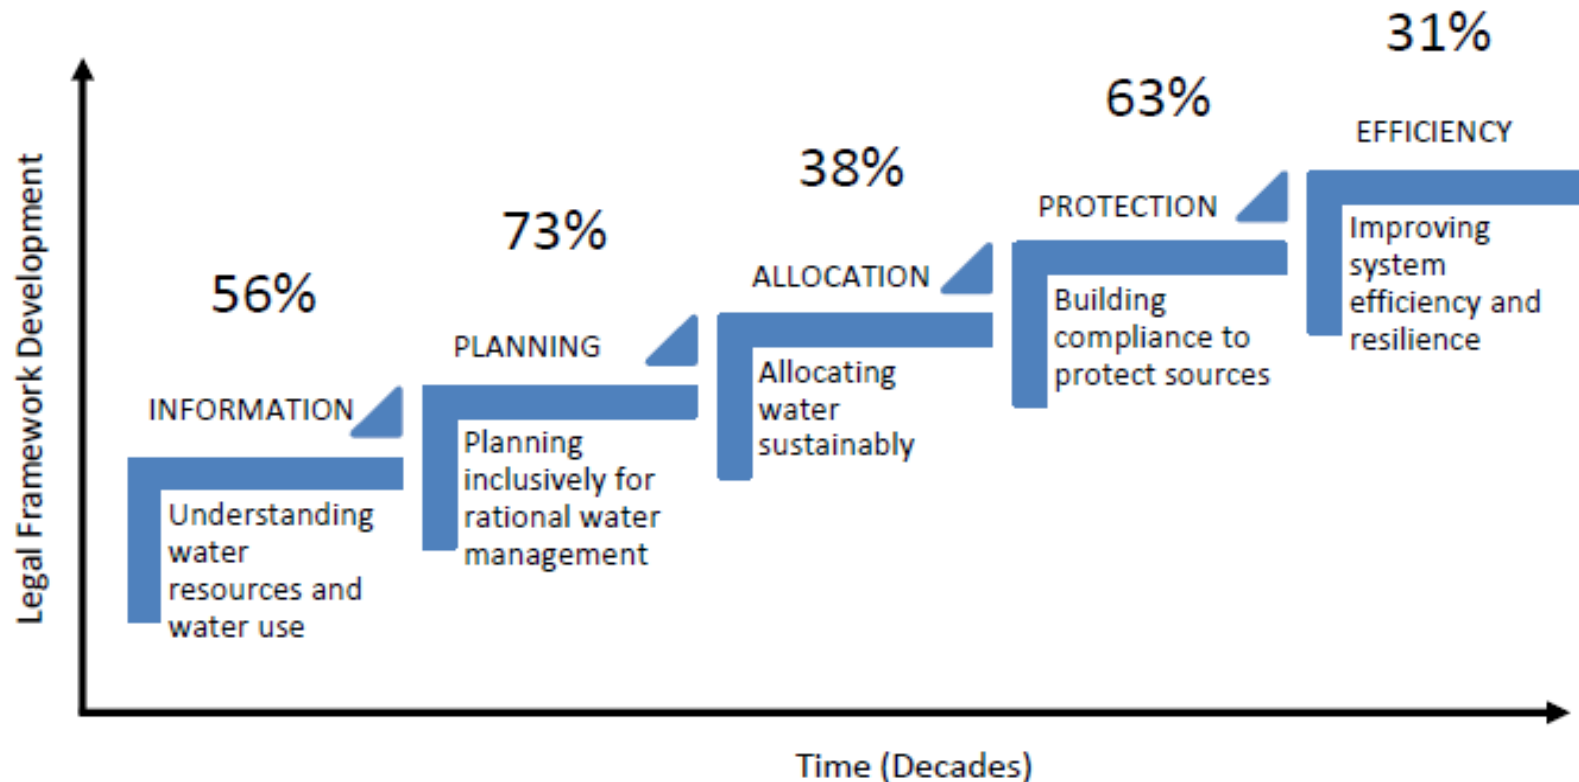 31%
63%
EFFICIENCY
38%
PROTECTION
73%
Improving
system
efficiency and
resilience
ALLOCATION
56%
Building
compliance to
protect sources
PLANNING
Allocating
water
sustainably
INFORMATION
Planning
inclusively for
rational water
management
Understanding
water
resources and
water use
Legal Framework Development
Time (Decades)